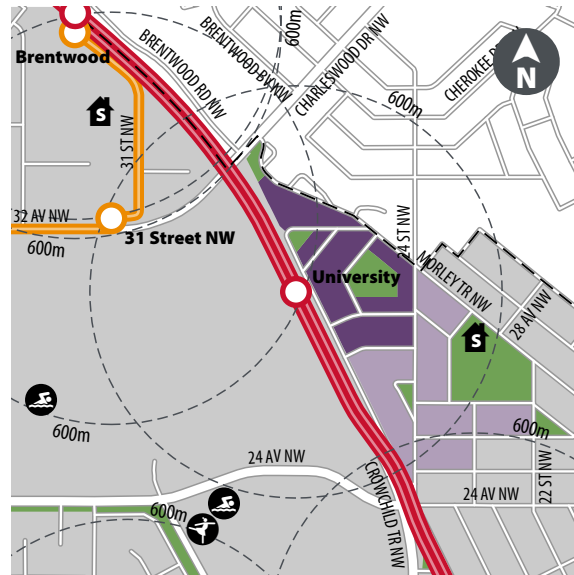 600m
BRENTWOOD RD NW
BRENTWOOD BV NW
CHARLESWOOD DR NW
CHEROKEE
N
Brentwood
600m
S
31 ST NW
32 AV NW
31 Street NW
600m
24 ST NW
MORLEY TR NW
University
28 AV NW
S
600m
600m
24 AV NW
CROWCHILD TR NW
22 ST NW
24 AV NW
600m